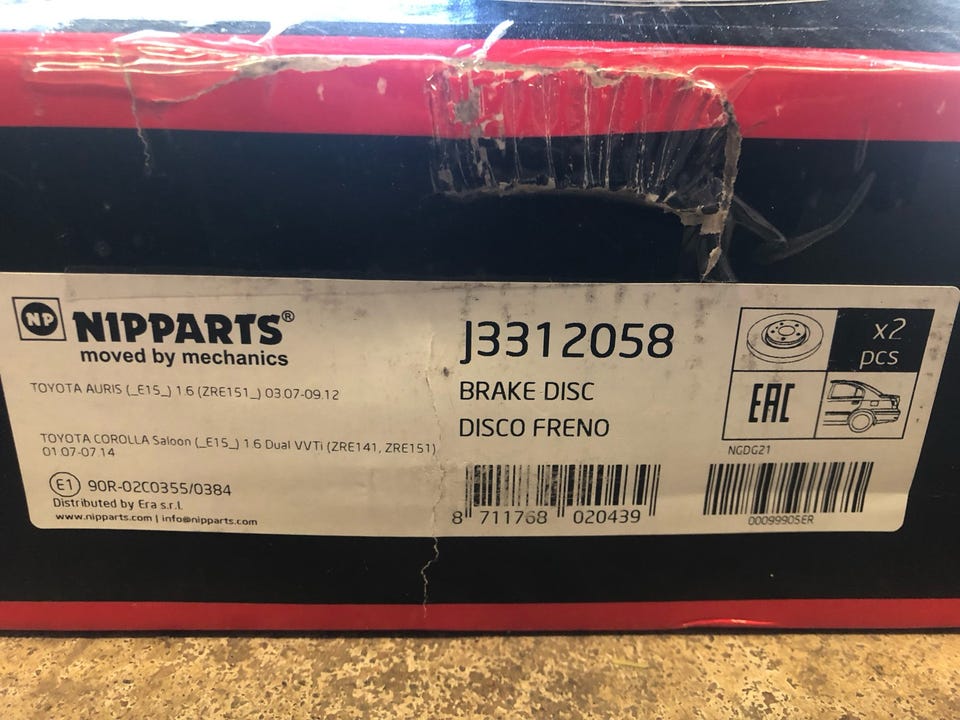 NP NIPPARTS®
moved by mechanics
TOYOTA AURIS (_E15_) 1.6 (ZRE151_) 03.07-09.12
TOYOTA COROLLA Saloon (_E15_) 1.6 Dual VVTi (ZRE141, ZRE151)
01.07-07.14
E1 90R-02C0355/0384
Distributed by Era s.r.l.
www.nipparts.com | info@nipparts.com
J3312058
BRAKE DISC
DISCO FRENO
8 711768 020439
x2
pcs
EAC
NGDG21
00099905ER